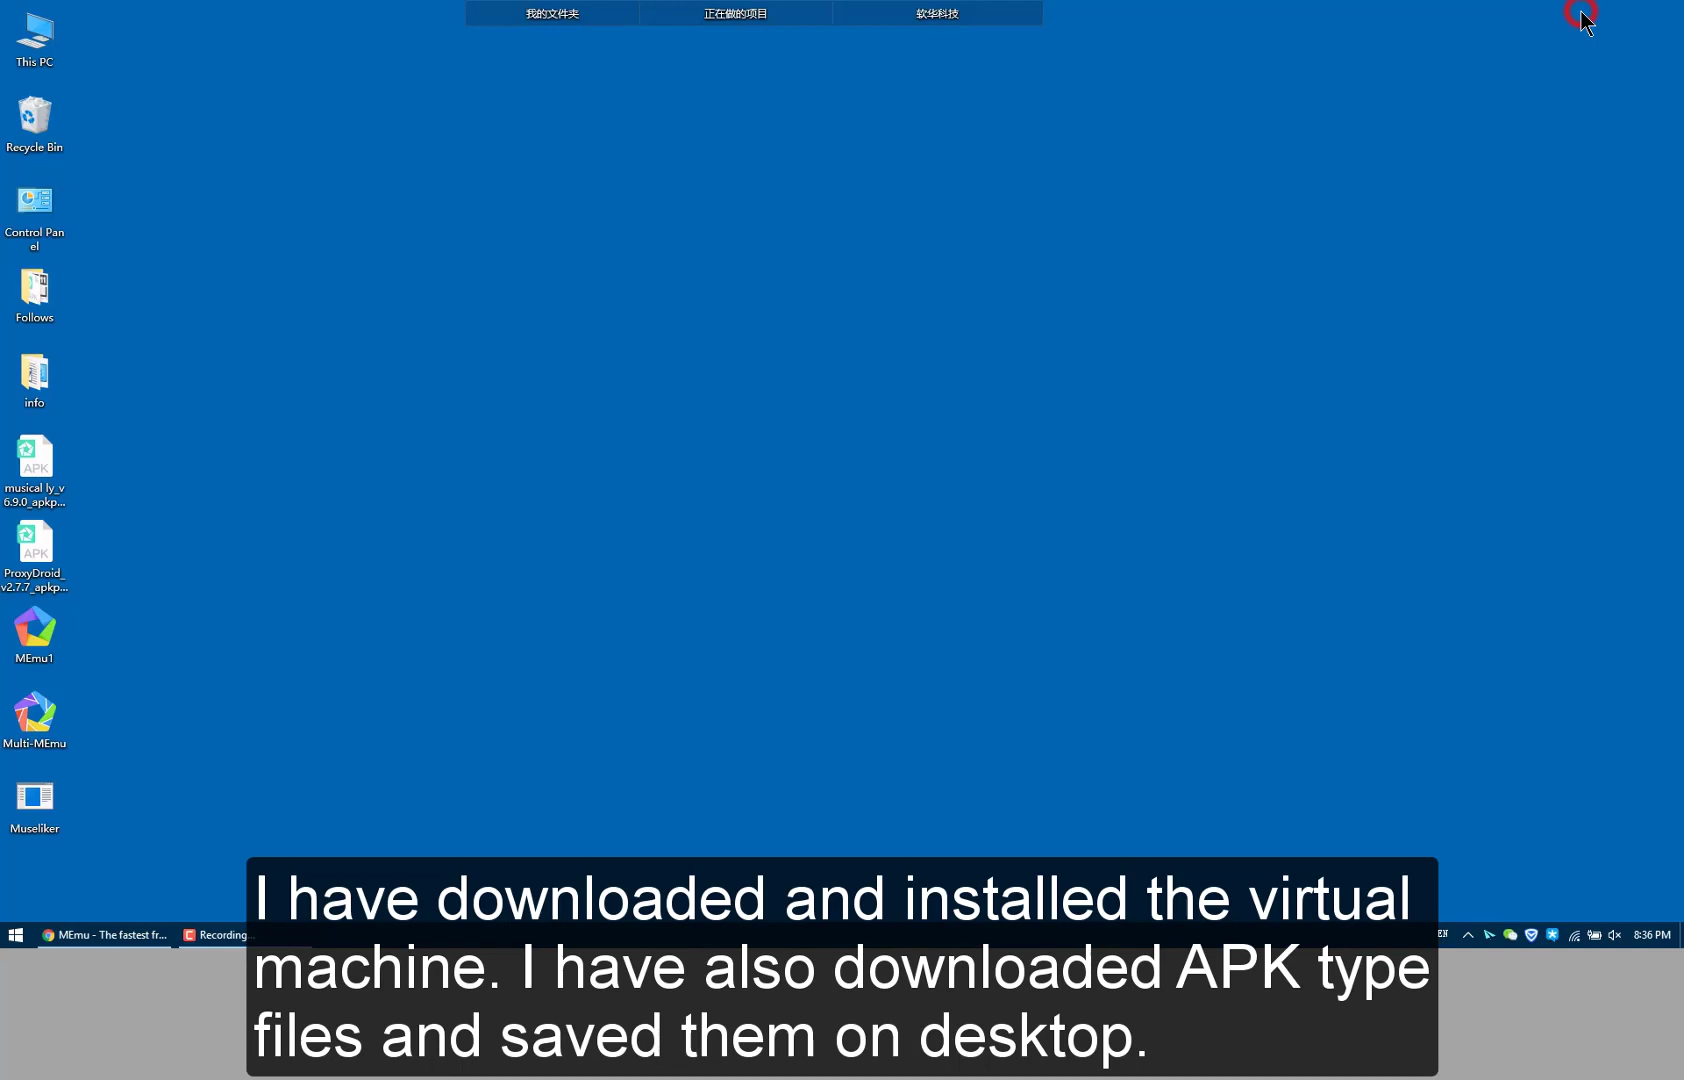 我的文件夹
正在做的项目
软华科技
This PC
Recycle Bin
Control Pan
el
Follows
info
APK
musical ly_v
6.9.0_apkp...
APK
ProxyDroid_
v2.7.7_apkp...
MEmu1
Multi-MEmu
Museliker
I have downloaded and installed the virtual
machine. I have also downloaded APK type
files and saved them on desktop.
MEmu - The fastest fr...
Recording...
EN
8:36 PM